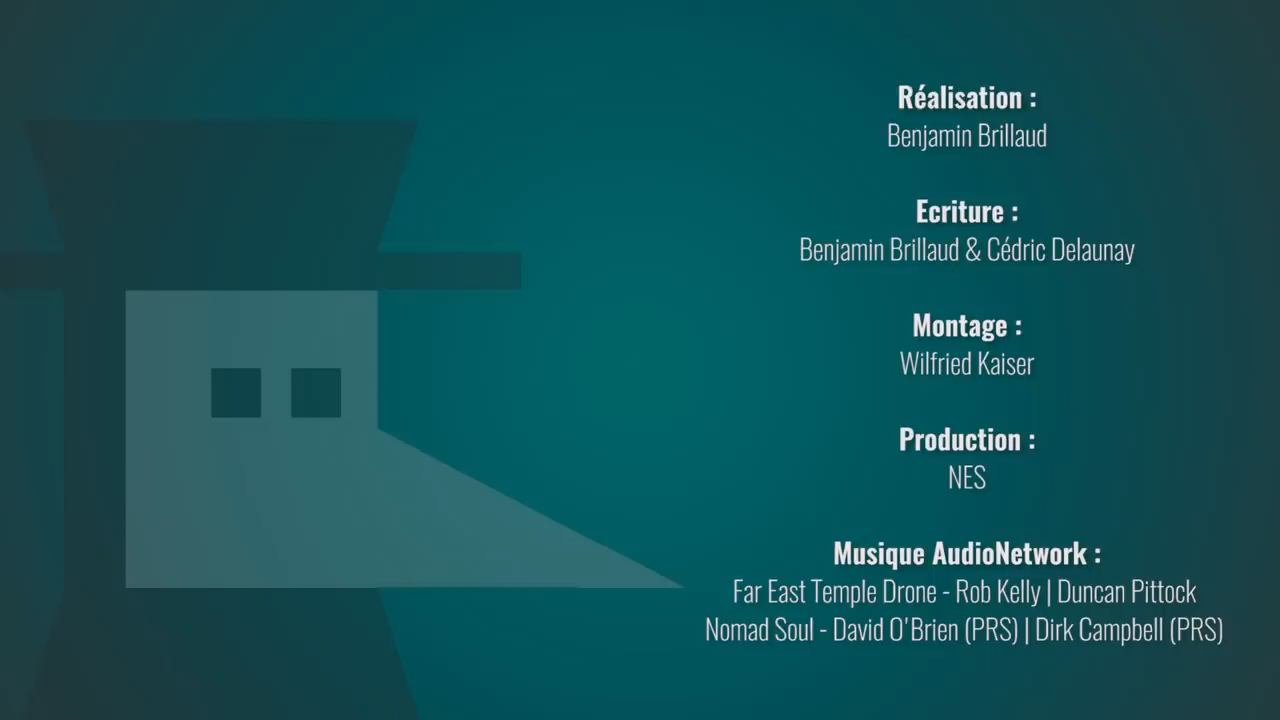 Réalisation :
Benjamin Brillaud
Ecriture :
Benjamin Brillaud & Cédric Delaunay
Montage :
Wilfried Kaiser
Production :
NES
Musique AudioNetwork :
Far East Temple Drone - Rob Kelly | Duncan Pittock
Nomad Soul - David O'Brien (PRS) | Dirk Campbell (PRS)